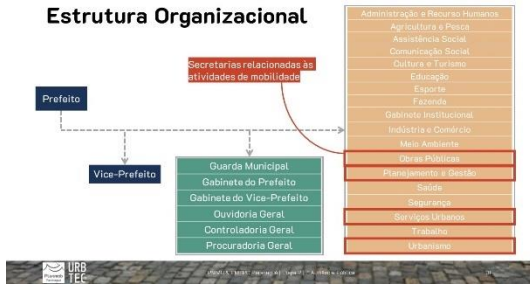 Estrutura Organizacional
Secretarias relacionadas às
atividades de mobilidade
Prefeito
Vice-Prefeito
Guarda Municipal
Gabinete do Prefeito
Gabinete do Vice-Prefeito
Ouvidoria Geral
Controladoria Geral
Procuradoria Geral
Administração e Recurso Humanos
Agricultura e Pesca
Assistência Social
Comunicação Social
Cultura e Turismo
Educação
Esporte
Fazenda
Gabinete Institucional
Indústria e Comércio
Meio Ambiente
Obras Públicas
Planejamento e Gestão
Saúde
Segurança
Serviços Urbanos
Trabalho
Urbanismo
URB
TEC